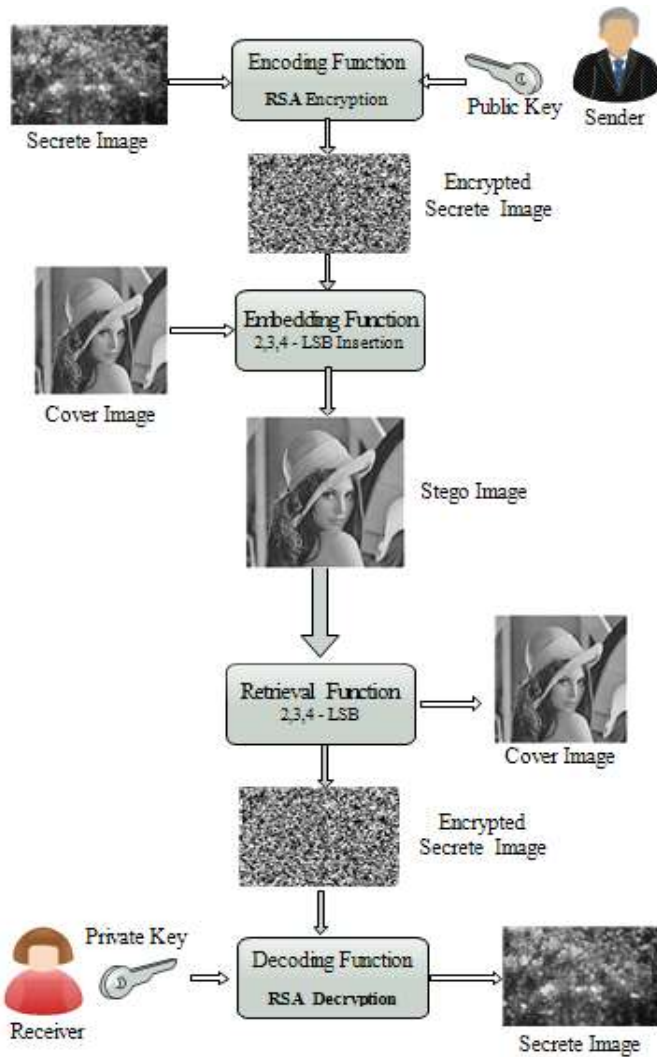 Encoding Function
RSA Encryption
Secrete Image
Public Key
Sender
Encrypted
Secrete Image
Embedding Function
2,3,4 - LSB Insertion
Cover Image
Stego Image
Retrieval Function
2,3,4 - LSB
Cover Image
Encrypted
Secrete Image
Private Key
Decoding Function
RSA Decryption
Receiver
Secrete Image